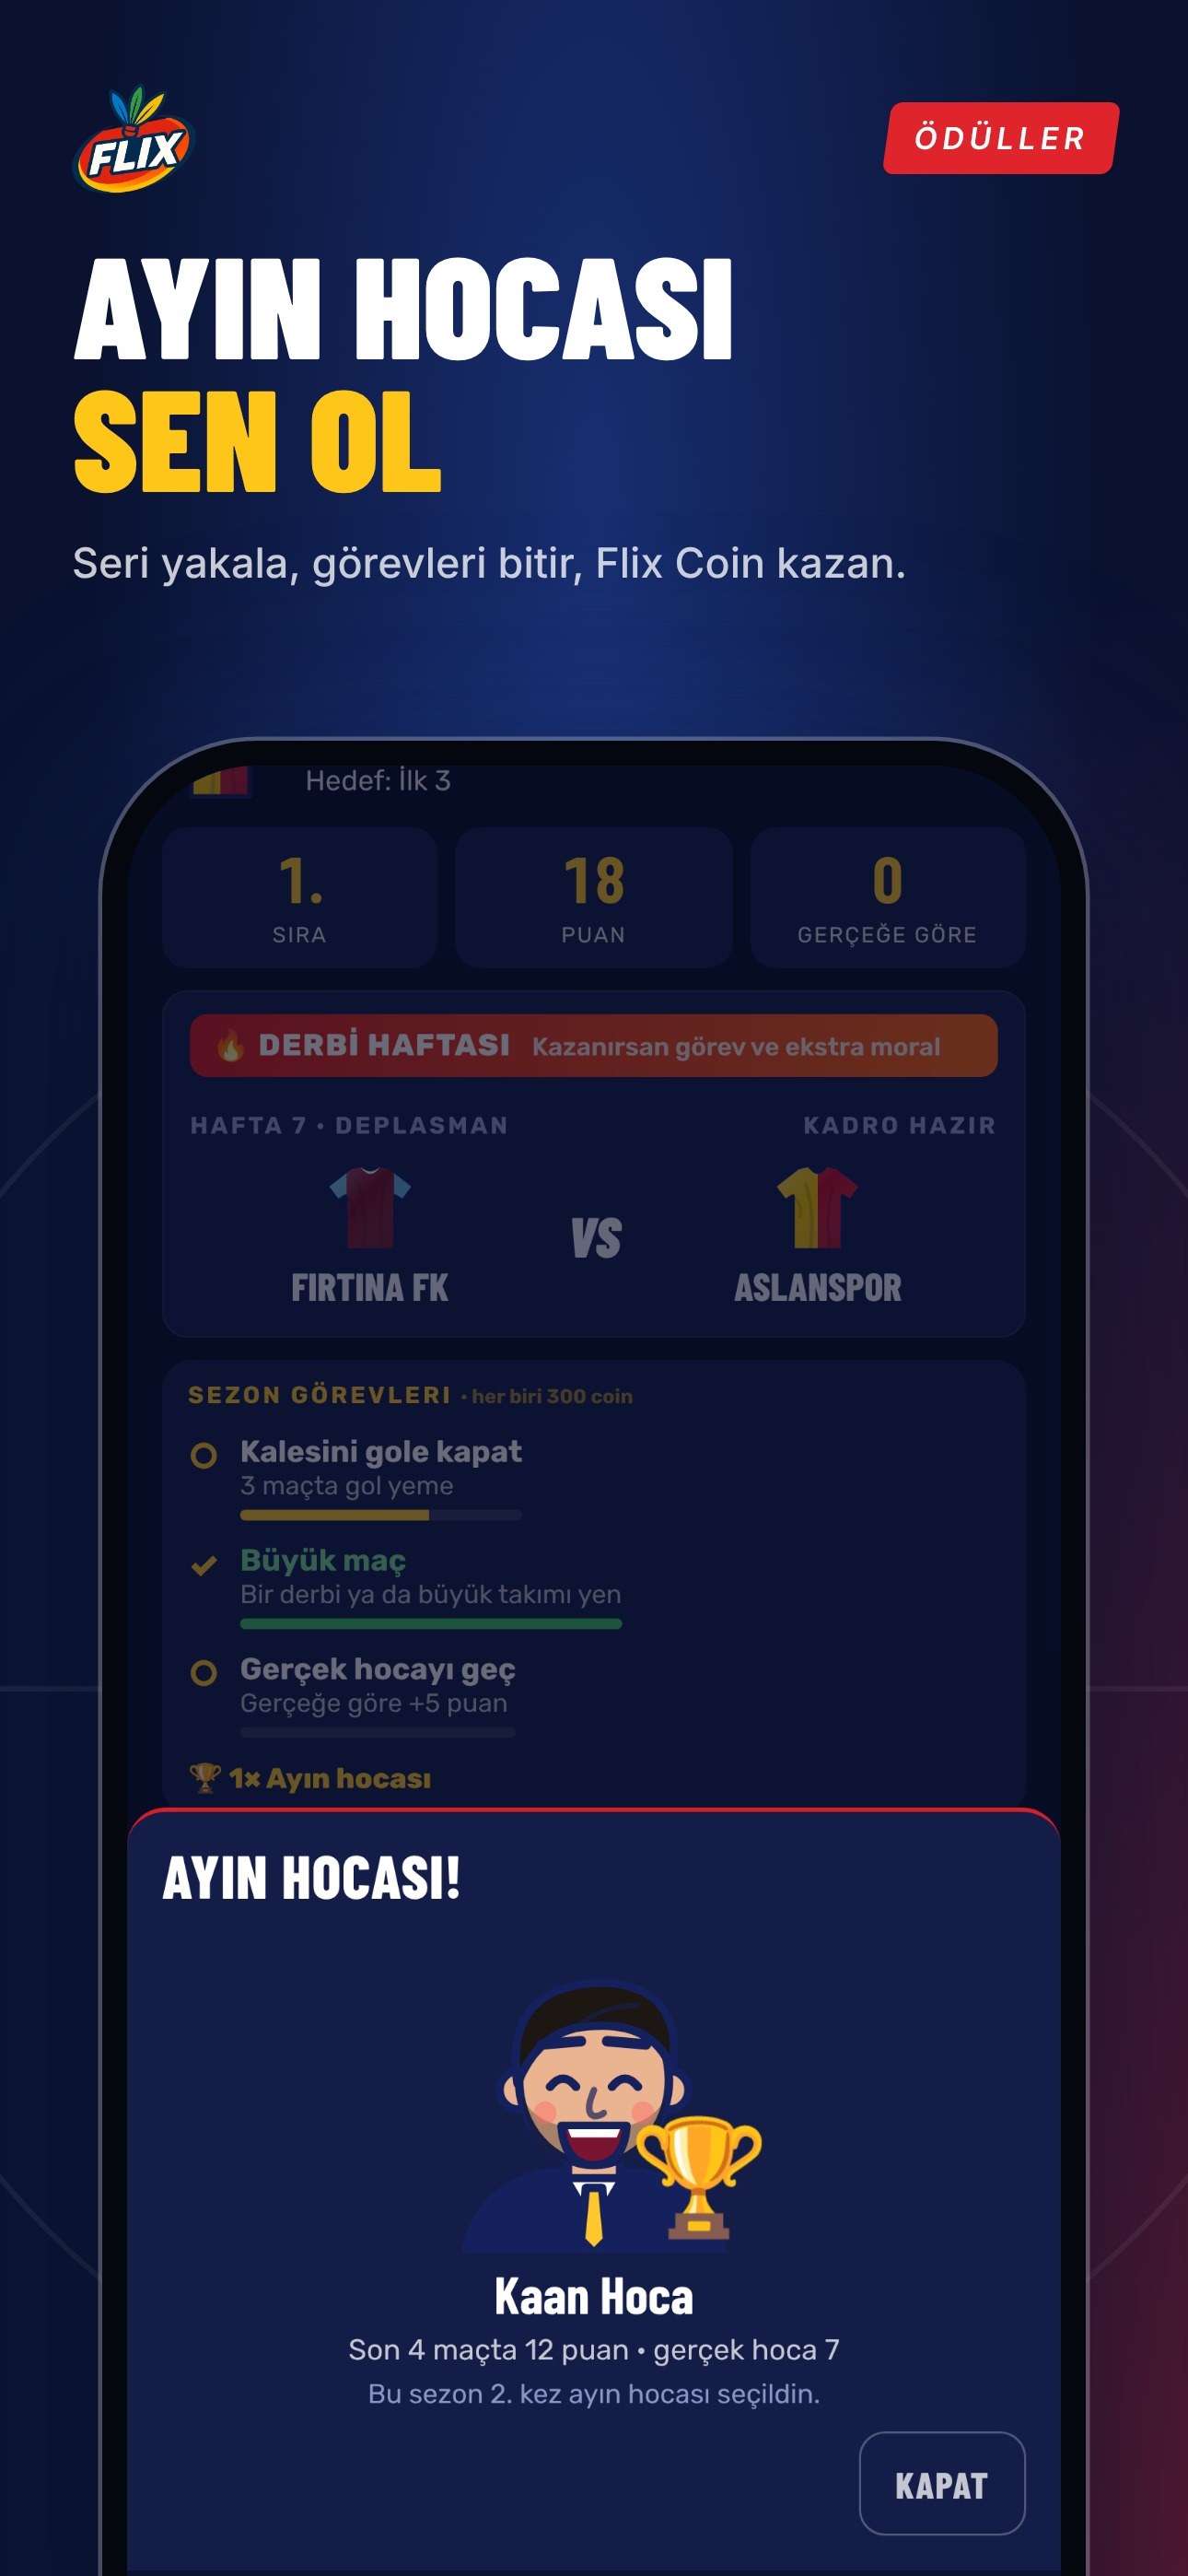 FLIX
ÖDÜLLER
AYIN HOCASI
SEN OL
Seri yakala, görevleri bitir, Flix Coin kazan.
Hedef: İlk 3
1.
SIRA
18
PUAN
0
GERÇEĞE GÖRE
🔥 DERBİ HAFTASI Kazanırsan görev ve ekstra moral
HAFTA 7 • DEPLASMAN
KADRO HAZIR
FIRTINA FK
VS
ASLANSPOR
SEZON GÖREVLERİ • her biri 300 coin
Kalesini gole kapat
3 maçta gol yeme
Büyük maç
Bir derbi ya da büyük takımı yen
Gerçek hocayı geç
Gerçeğe göre +5 puan
🏆 1× Ayın hocası
AYIN HOCASI!
Kaan Hoca
Son 4 maçta 12 puan • gerçek hoca 7
Bu sezon 2. kez ayın hocası seçildin.
KAPAT